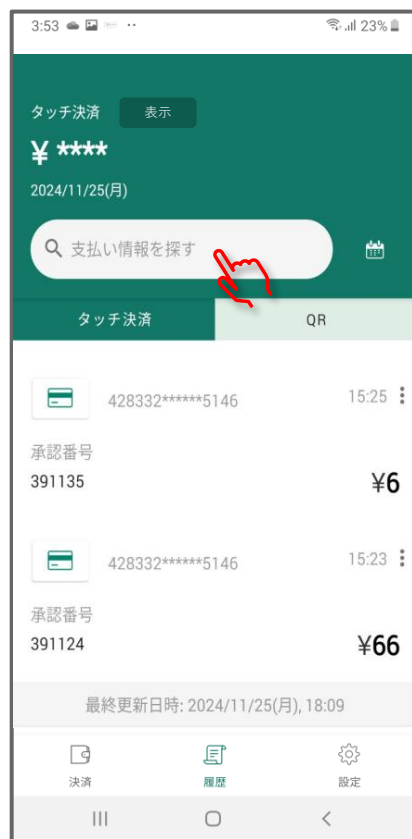 3:53
23%
タッチ決済 表示
¥ ****
2024/11/25(月)
支払い情報を探す
タッチ決済 QR
428332******5146 15:25
承認番号
391135 ¥6
428332******5146 15:23
承認番号
391124 ¥66
最終更新日時: 2024/11/25(月), 18:09
決済 履歴 設定